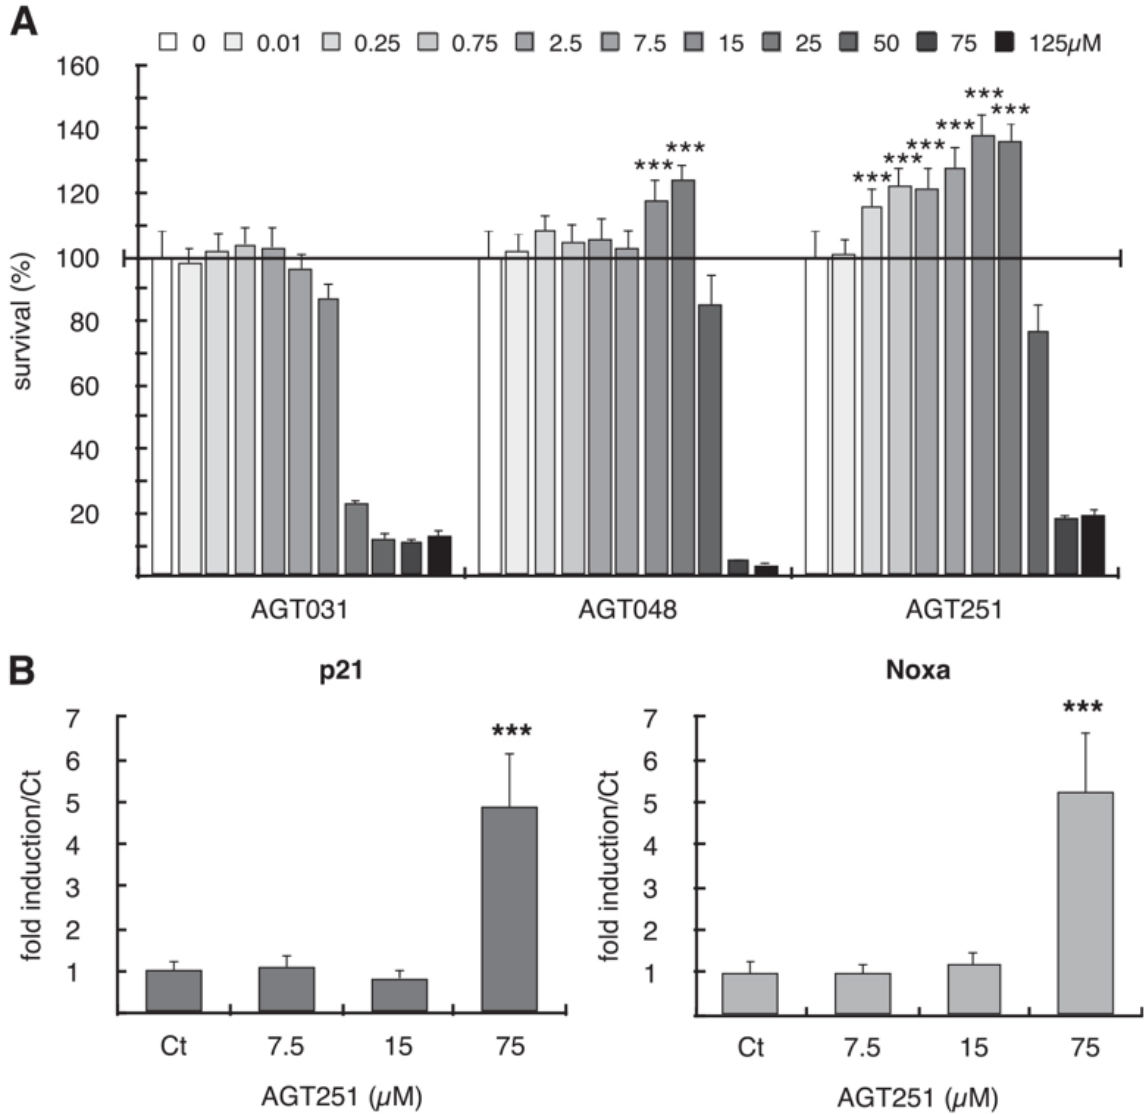 A
0 0.01 0.25 0.75 2.5 7.5 15 25 50 75 125µM
160
140
120
100
80
60
40
20
survival (%)
*** *** *** *** *** *** *** ***
AGT031 AGT048 AGT251
B
p21
7
6
5
4
3
2
1
fold induction/Ct
***
Ct 7.5 15 75
AGT251 (µM)
Noxa
7
6
5
4
3
2
1
fold induction/Ct
***
Ct 7.5 15 75
AGT251 (µM)